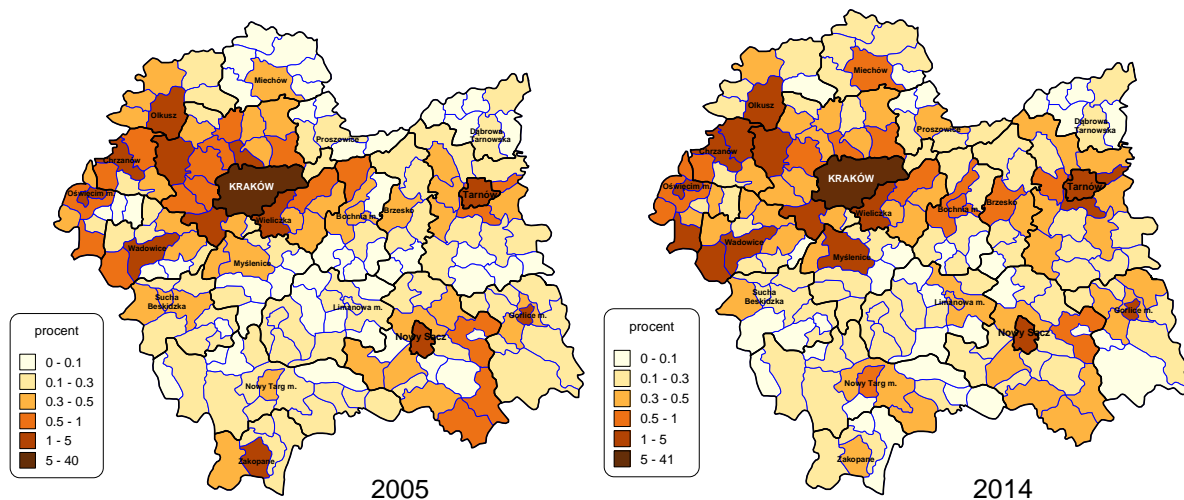 Miechów
Olkusz
Proszowice
Dąbrowa
Tarnowska
Chrzanów
Oświęcim m.
KRAKÓW
Tarnów
Wieliczka
Bochnia m.
Brzesko
Wadowice
Myślenice
Sucha
Beskidzka
Limanowa m.
Gorlice m.
Nowy Sącz
Nowy Targ m.
Zakopane
procent
0 - 0.1
0.1 - 0.3
0.3 - 0.5
0.5 - 1
1 - 5
5 - 40
2005
Miechów
Olkusz
Proszowice
Dąbrowa
Tarnowska
Chrzanów
Oświęcim m.
KRAKÓW
Tarnów
Wieliczka
Bochnia m.
Brzesko
Wadowice
Myślenice
Sucha
Beskidzka
Limanowa m.
Gorlice m.
Nowy Sącz
Nowy Targ m.
Zakopane
procent
0 - 0.1
0.1 - 0.3
0.3 - 0.5
0.5 - 1
1 - 5
5 - 41
2014